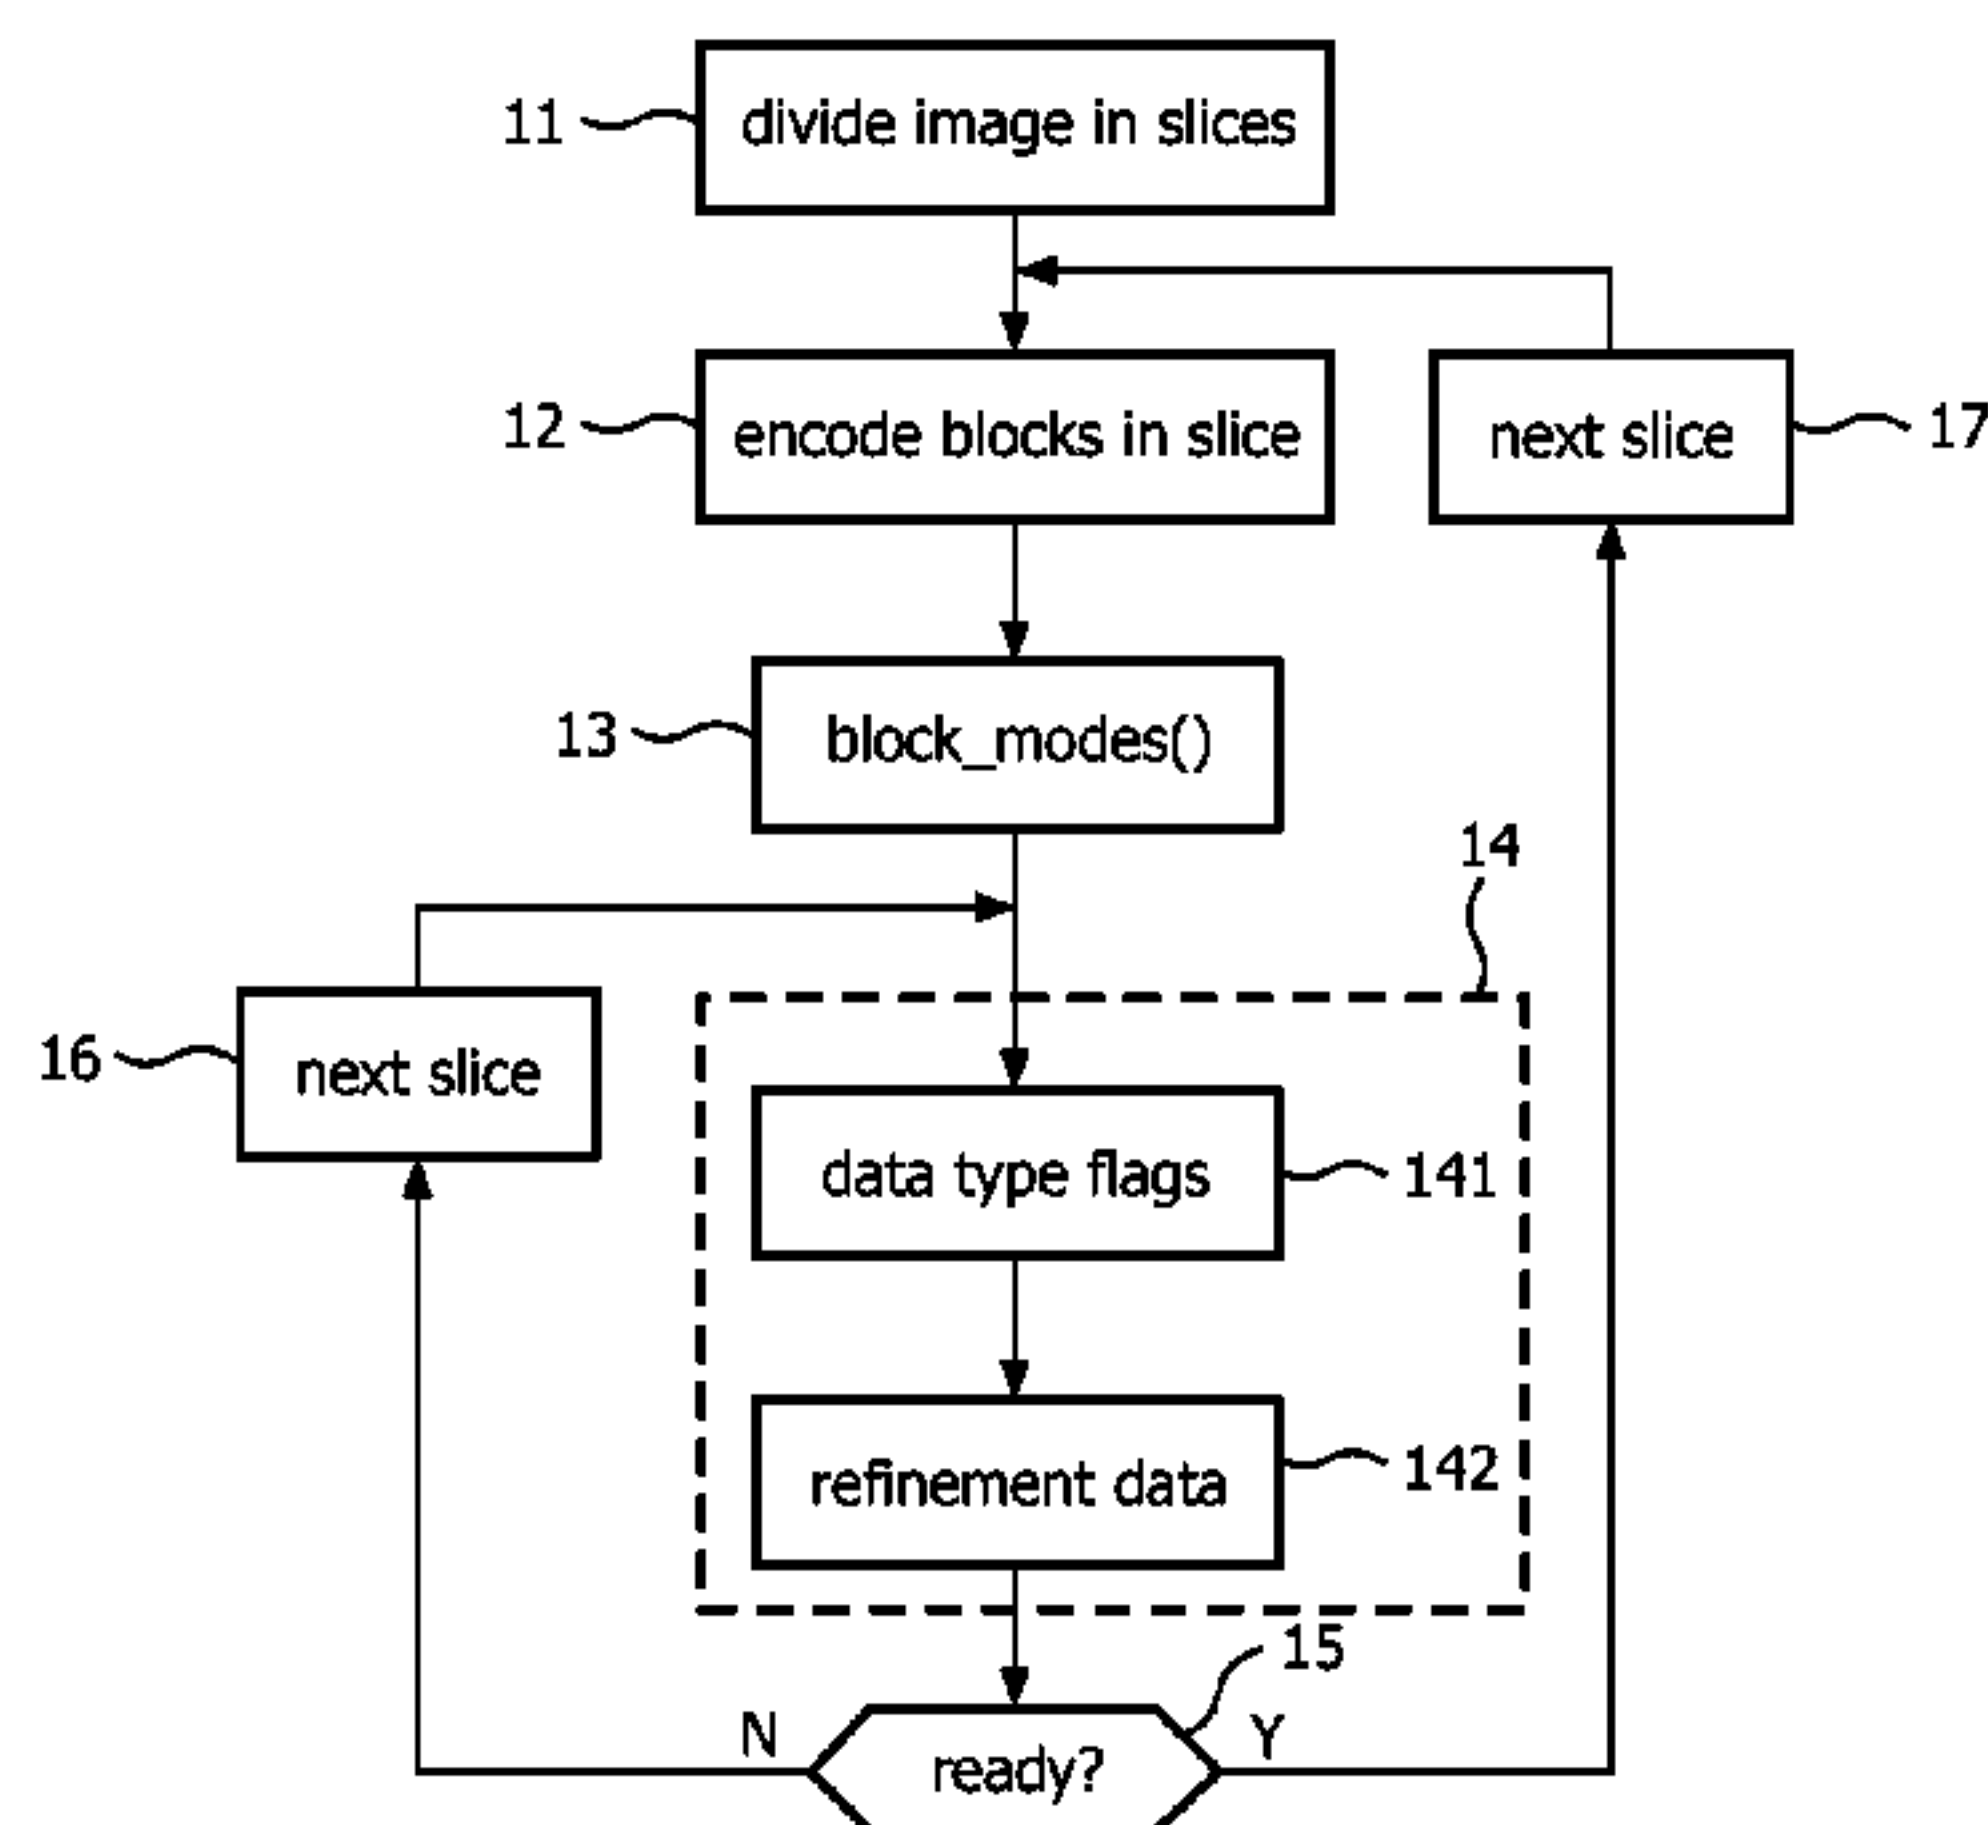 11
divide image in slices
12
encode blocks in slice
next slice
17
13
block_modes()
14
16
next slice
data type flags
141
refinement data
142
15
N
ready?
Y